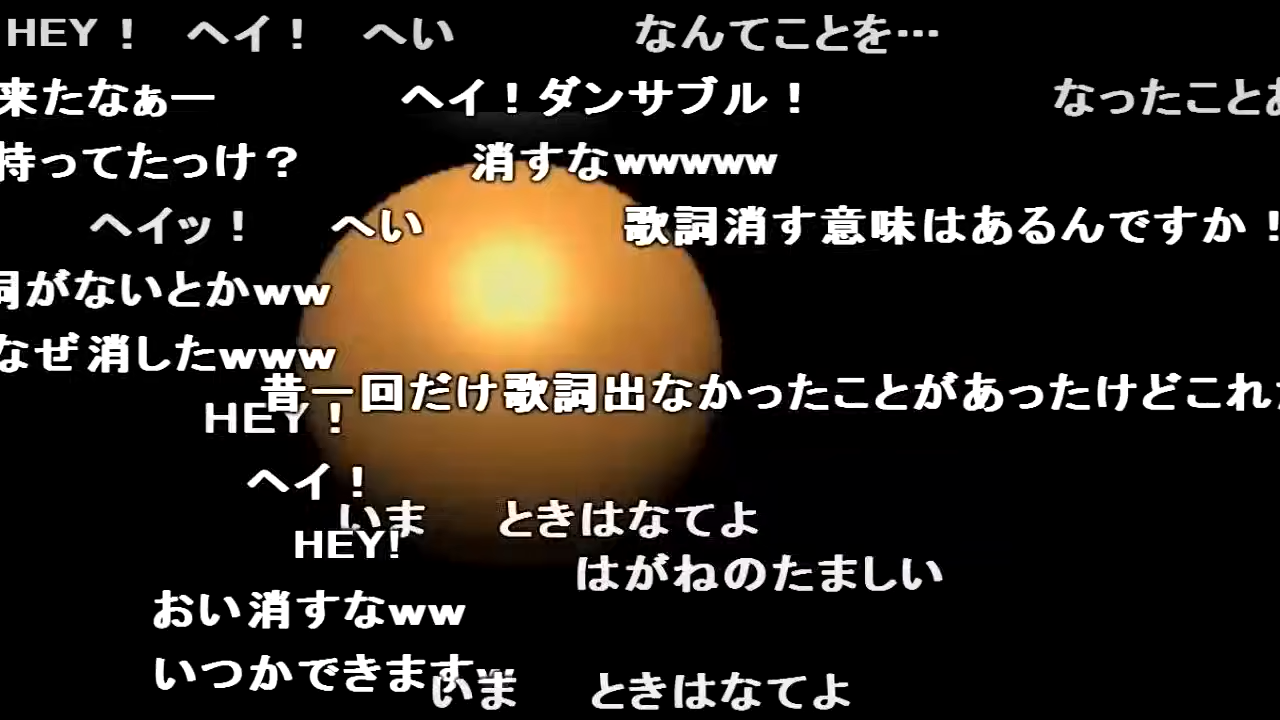 HEY！ ヘイ！ へい なんてことを…
来たなぁー ヘイ！ダンサブル！ なったことあ
持ってたっけ？ 消すなwwwww
ヘイッ！ へい 歌詞消す意味はあるんですか！
詞がないとかww
なぜ消したwww
昔一回だけ歌詞出なかったことがあったけどこれ
HEY！
ヘイ！
いま ときはなてよ
HEY!
はがねのたましい
おい消すなww
いつかできますw
いま ときはなてよ